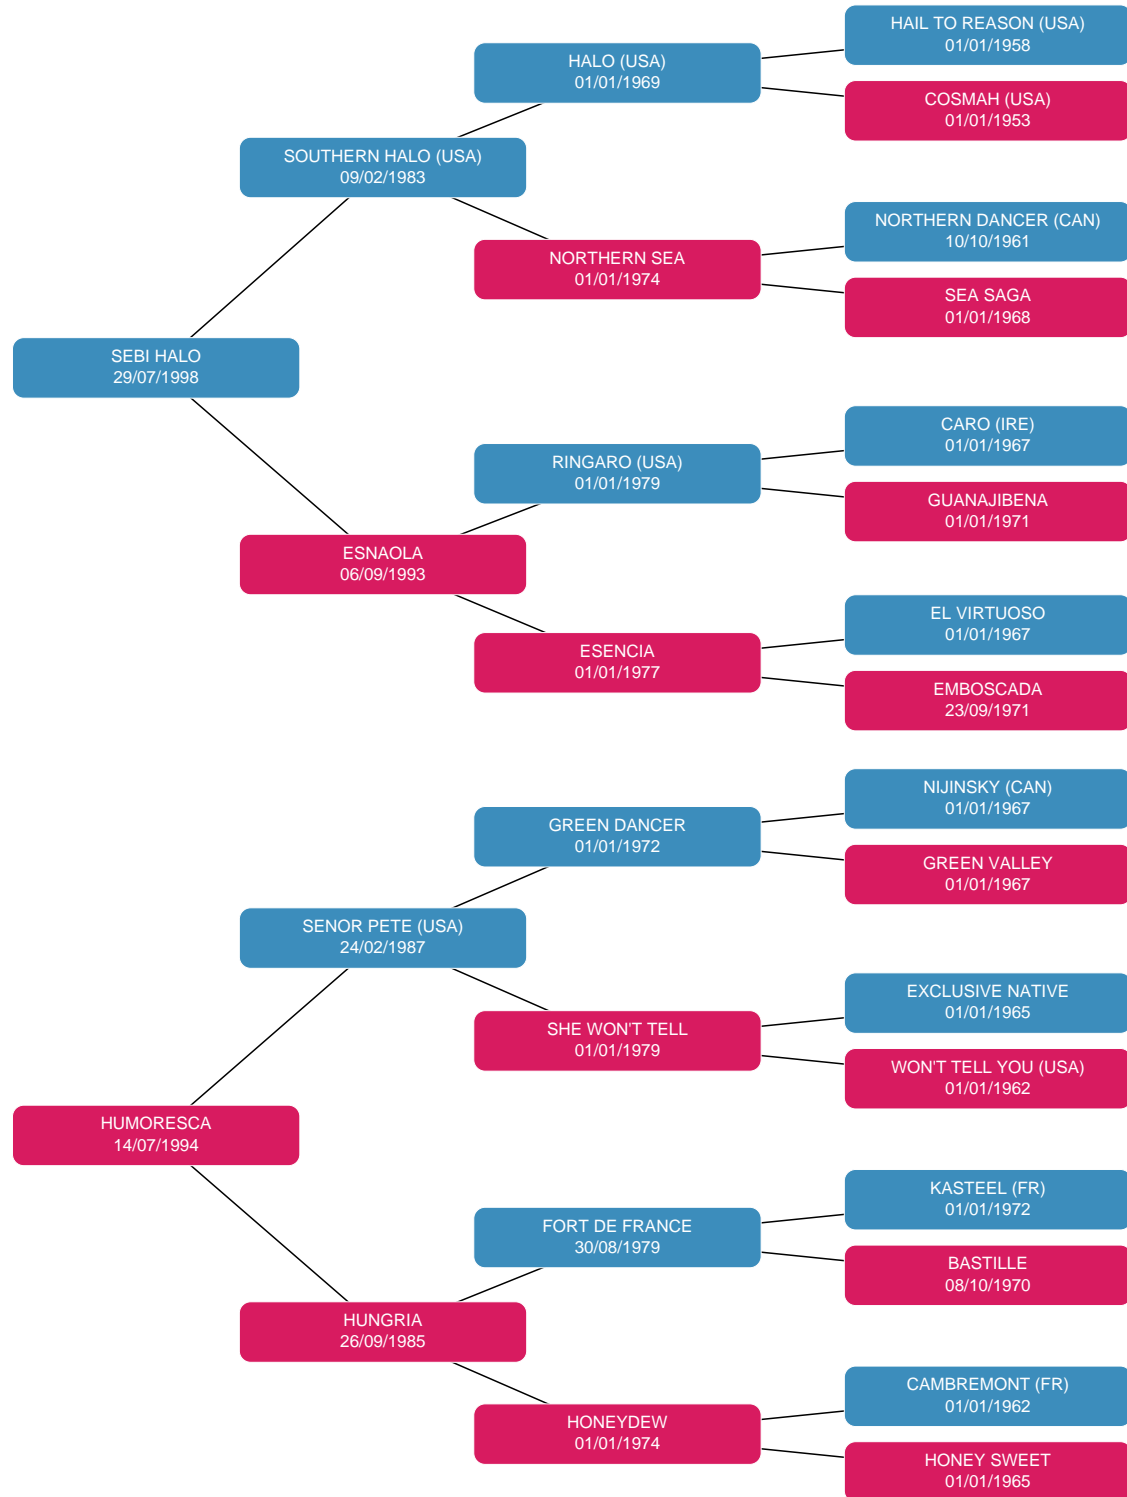 HAIL TO REASON (USA)
01/01/1958
HALO (USA)
01/01/1969
COSMAH (USA)
01/01/1953
SOUTHERN HALO (USA)
09/02/1983
NORTHERN DANCER (CAN)
10/10/1961
NORTHERN SEA
01/01/1974
SEA SAGA
01/01/1968
SEBI HALO
29/07/1998
CARO (IRE)
01/01/1967
RINGARO (USA)
01/01/1979
GUANAJIBENA
01/01/1971
ESNAOLA
06/09/1993
EL VIRTUOSO
01/01/1967
ESENCIA
01/01/1977
EMBOSCADA
23/09/1971
NIJINSKY (CAN)
01/01/1967
GREEN DANCER
01/01/1972
GREEN VALLEY
01/01/1967
SENOR PETE (USA)
24/02/1987
EXCLUSIVE NATIVE
01/01/1965
SHE WON'T TELL
01/01/1979
WON'T TELL YOU (USA)
01/01/1962
HUMORESCA
14/07/1994
KASTEEL (FR)
01/01/1972
FORT DE FRANCE
30/08/1979
BASTILLE
08/10/1970
HUNGRIA
26/09/1985
CAMBREMONT (FR)
01/01/1962
HONEYDEW
01/01/1974
HONEY SWEET
01/01/1965